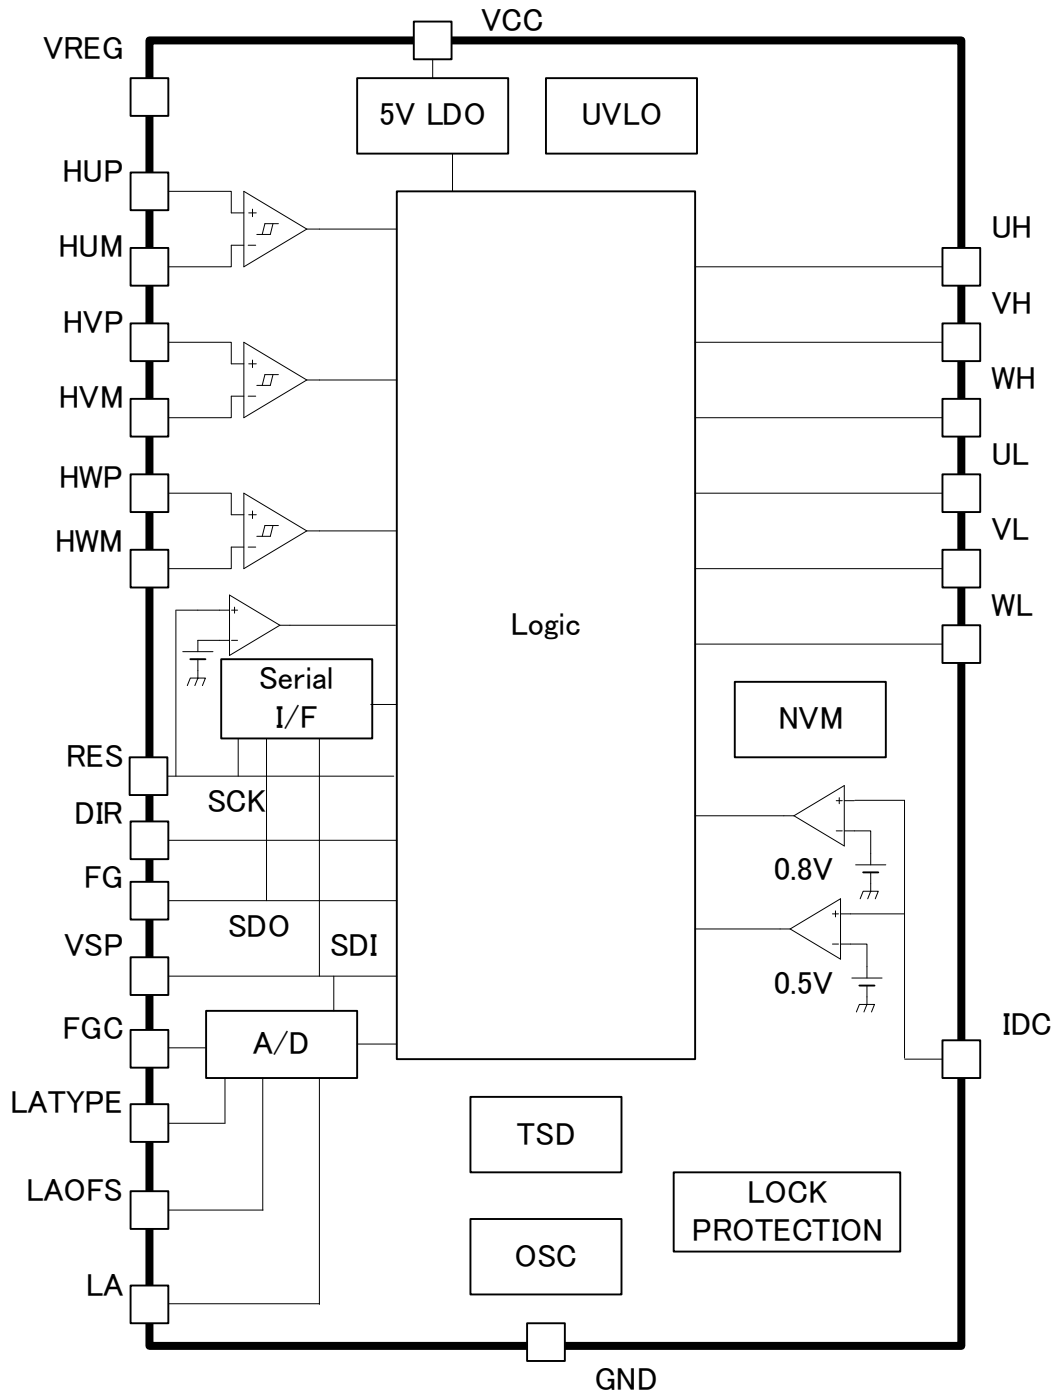 VCC
VREG
5V LDO
UVLO
HUP
HUM
HVP
HVM
HWP
HWM
UH
VH
WH
UL
VL
WL
+
−
+
−
+
−
+
−
Logic
Serial
I/F
NVM
RES
SCK
DIR
FG
SDO
VSP
SDI
+
−
0.8V
+
−
0.5V
FGC
A/D
IDC
LATYPE
LAOFS
LA
TSD
LOCK
PROTECTION
OSC
GND